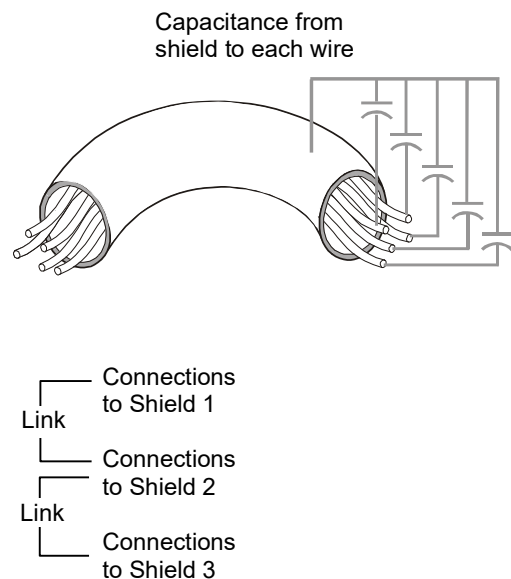 Capacitance from
shield to each wire
Connections
to Shield 1
Link
Connections
to Shield 2
Link
Connections
to Shield 3